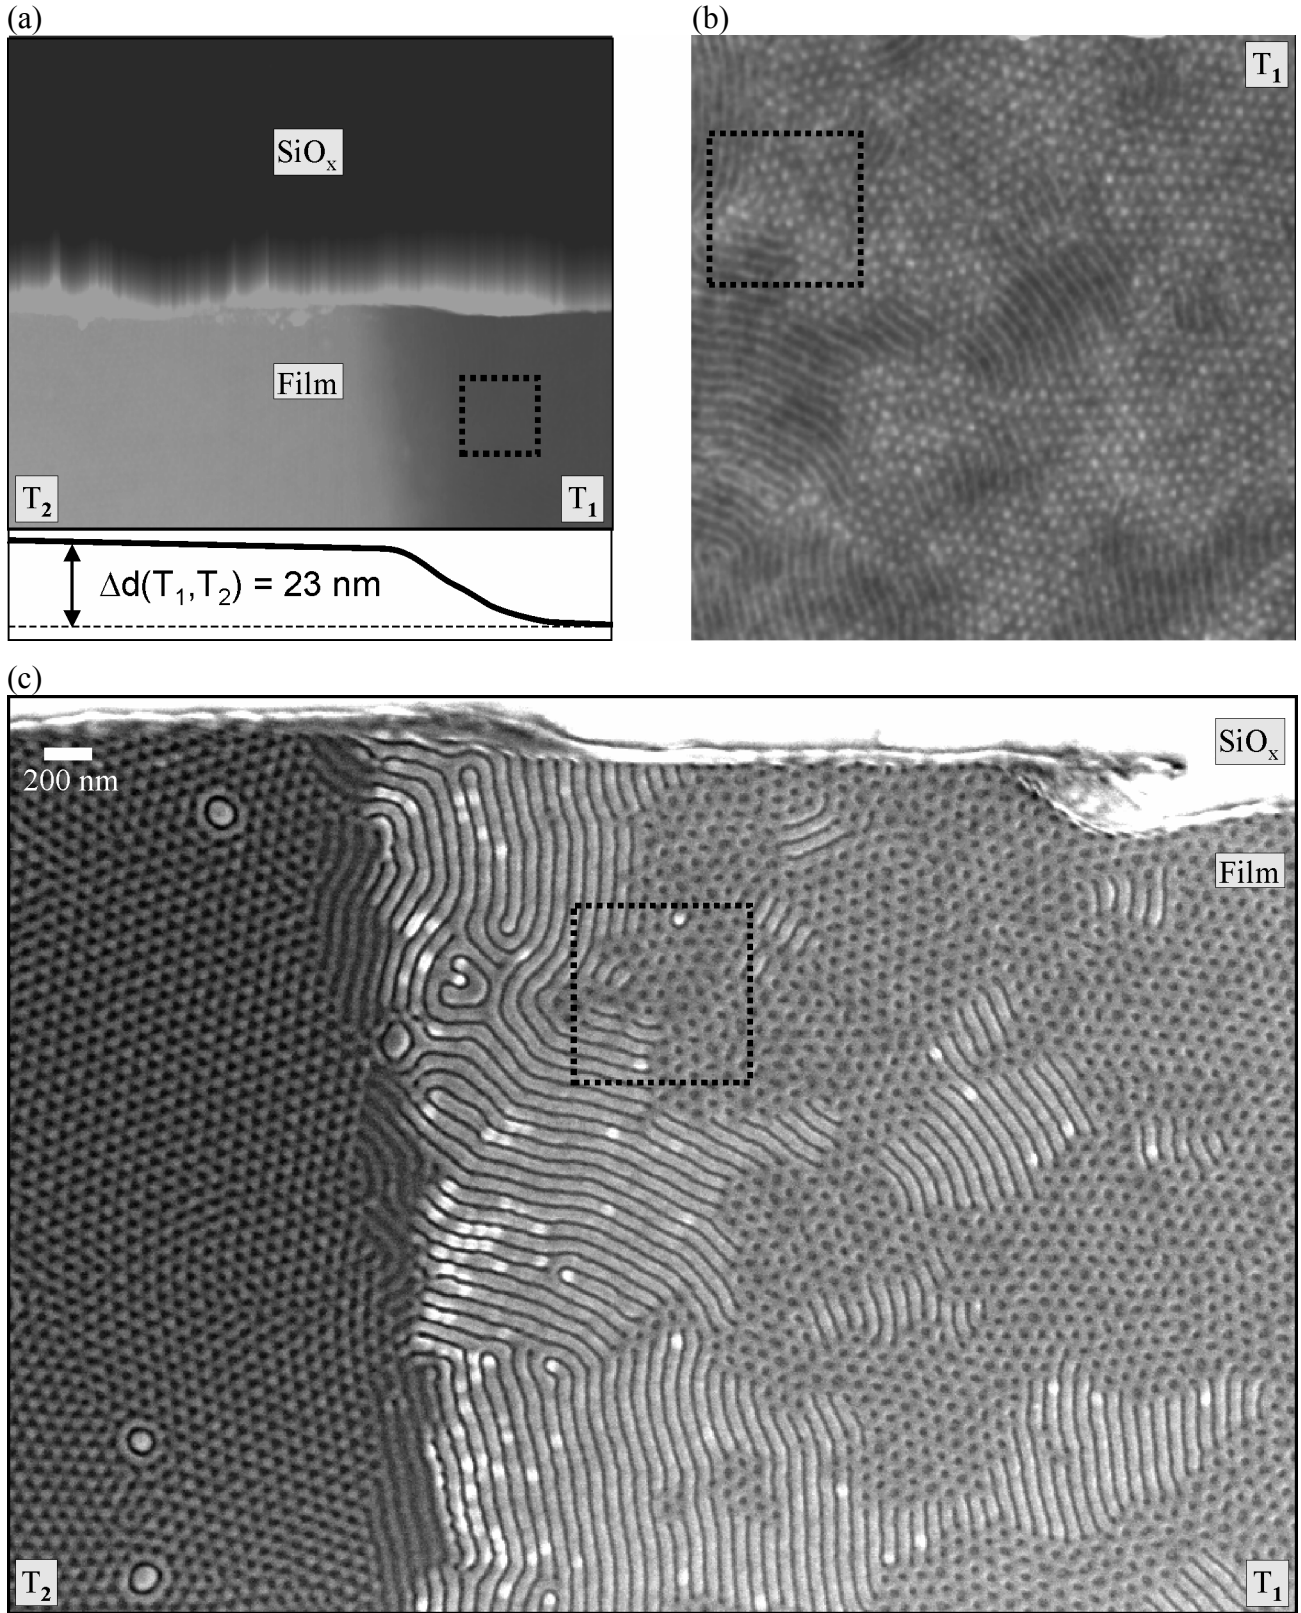 (a)
(b)
T₁
SiOₓ
Film
T₂
T₁
Δd(T₁,T₂) = 23 nm
(c)
SiOₓ
200 nm
Film
T₂
T₁